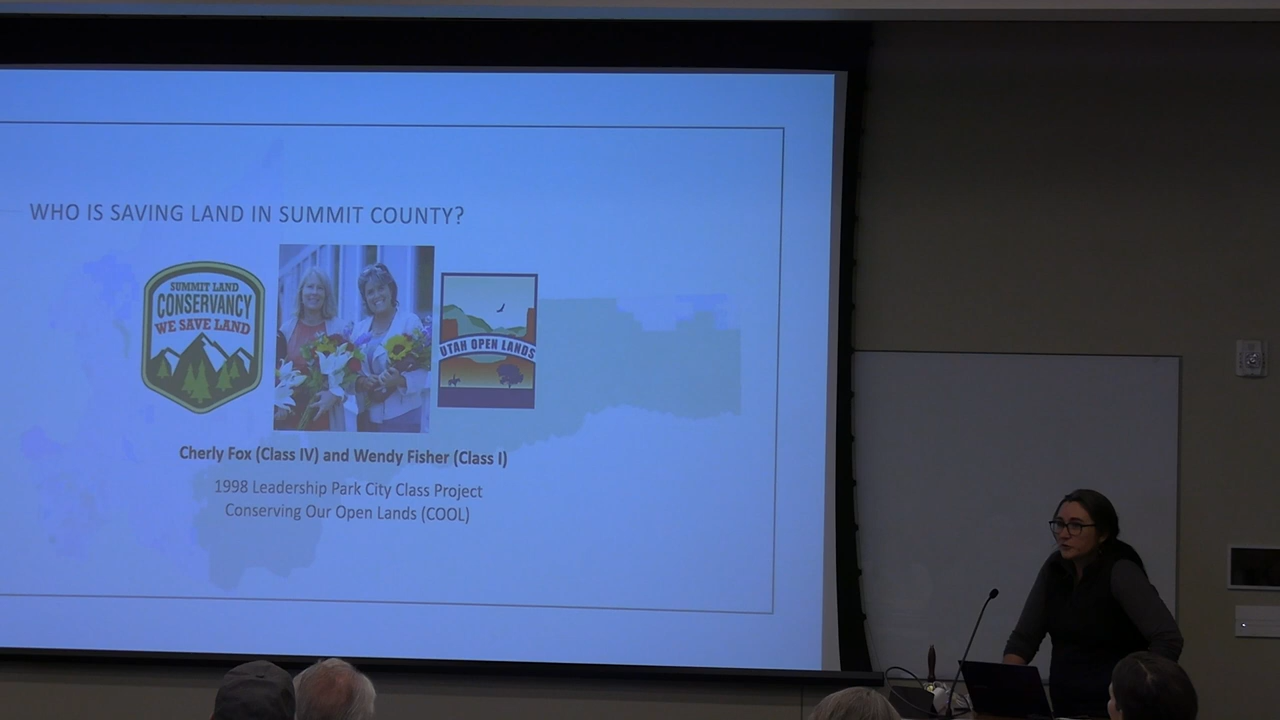 WHO IS SAVING LAND IN SUMMIT COUNTY?
SUMMIT LAND
CONSERVANCY
WE SAVE LAND
UTAH OPEN LANDS
Cherly Fox (Class IV) and Wendy Fisher (Class I)
1998 Leadership Park City Class Project
Conserving Our Open Lands (COOL)